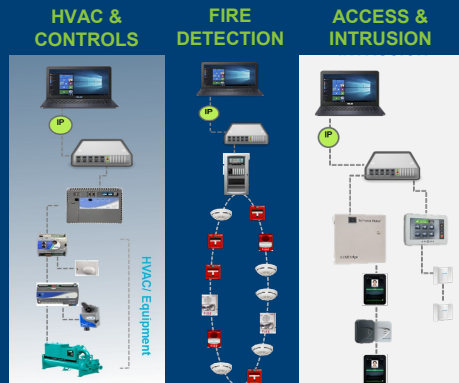 HVAC &
CONTROLS
FIRE
DETECTION
ACCESS &
INTRUSION
IP
IP
IP
HVAC/ Equipment